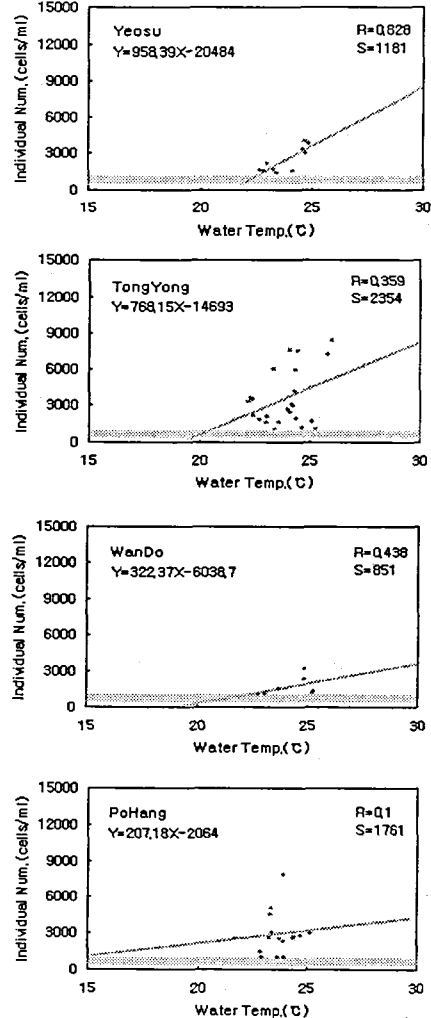 Individual Num. (cells/ml)
15000
12000
9000
6000
3000
0
Yeosu
Y=958,39X-20484
R=0,828
S=1181
15
20
25
30
Water Temp.(℃)
Individual Num. (cells/ml)
15000
12000
9000
6000
3000
0
TongYong
Y=768,15X-14693
R=0,359
S=2354
15
20
25
30
Water Temp.(℃)
Individual Num. (cells/ml)
15000
12000
9000
6000
3000
0
WanDo
Y=322,37X-6038,7
R=0,438
S=851
15
20
25
30
Water Temp.(℃)
Individual Num. (cells/ml)
15000
12000
9000
6000
3000
0
PoHang
Y=207,18X-2064
R=0,1
S=1761
15
20
25
30
Water Temp.(℃)